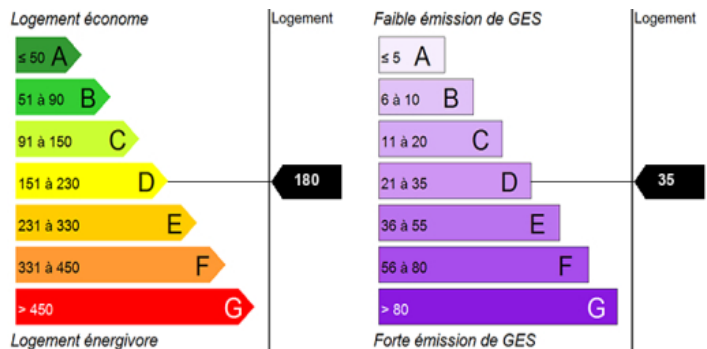 Logement économe
Logement
≤ 50 A
51 à 90 B
91 à 150 C
151 à 230 D
180
231 à 330 E
331 à 450 F
> 450 G
Logement énergivore
Faible émission de GES
Logement
≤ 5 A
6 à 10 B
11 à 20 C
21 à 35 D
35
36 à 55 E
56 à 80 F
> 80 G
Forte émission de GES